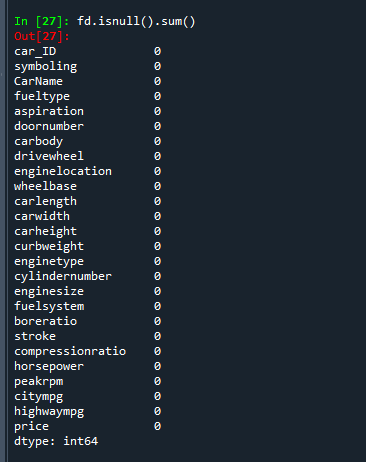 In [27]: fd.isnull().sum()
Out[27]:
car_ID 0
symboling 0
CarName 0
fueltype 0
aspiration 0
doornumber 0
carbody 0
drivewheel 0
enginelocation 0
wheelbase 0
carlength 0
carwidth 0
carheight 0
curbweight 0
enginetype 0
cylindernumber 0
enginesize 0
fuelsystem 0
boreratio 0
stroke 0
compressionratio 0
horsepower 0
peakrpm 0
citympg 0
highwaympg 0
price 0
dtype: int64